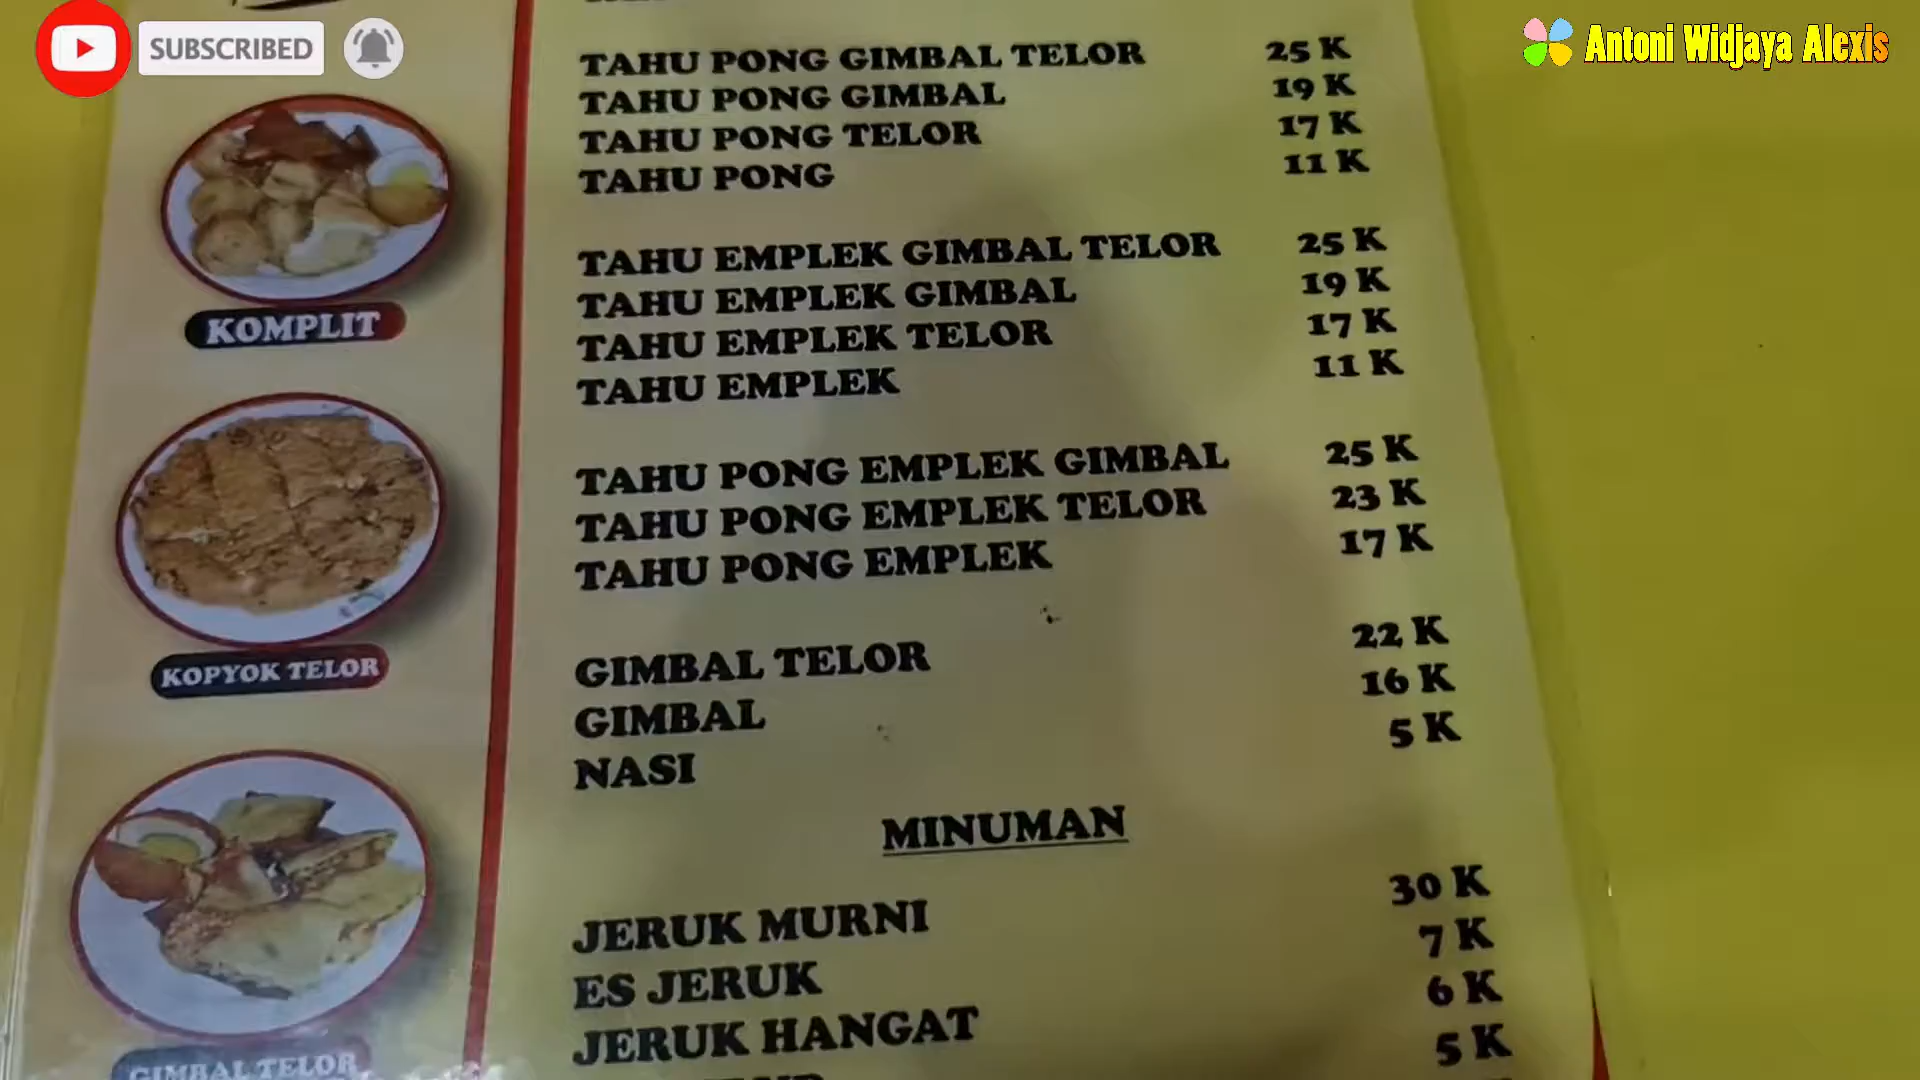 SUBSCRIBED
Antoni Widjaya Alexis
TAHU PONG GIMBAL TELOR 25 K
TAHU PONG GIMBAL 19 K
TAHU PONG TELOR 17 K
TAHU PONG 11 K
TAHU EMPLEK GIMBAL TELOR 25 K
TAHU EMPLEK GIMBAL 19 K
TAHU EMPLEK TELOR 17 K
TAHU EMPLEK 11 K
TAHU PONG EMPLEK GIMBAL 25 K
TAHU PONG EMPLEK TELOR 23 K
TAHU PONG EMPLEK 17 K
GIMBAL TELOR 22 K
GIMBAL 16 K
NASI 5 K
MINUMAN
JERUK MURNI 30 K
ES JERUK 7 K
JERUK HANGAT 6 K
5 K
KOMPLIT
KOPYOK TELOR
GIMBAL TELOR